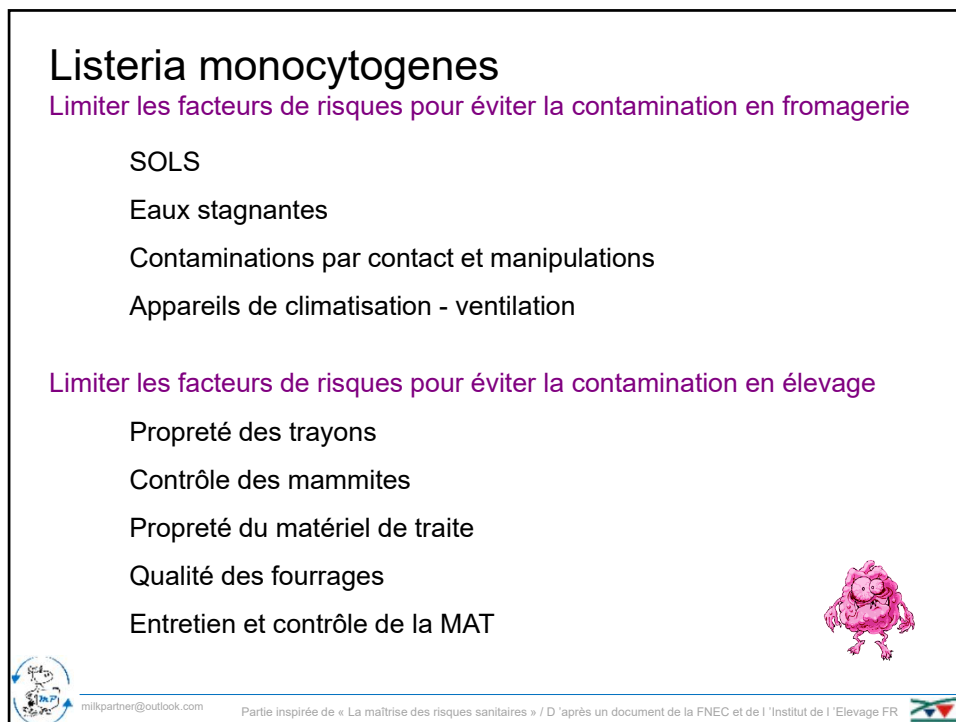 Listeria monocytogenes
Limiter les facteurs de risques pour éviter la contamination en fromagerie
SOLS
Eaux stagnantes
Contaminations par contact et manipulations
Appareils de climatisation - ventilation
Limiter les facteurs de risques pour éviter la contamination en élevage
Propreté des trayons
Contrôle des mammites
Propreté du matériel de traite
Qualité des fourrages
Entretien et contrôle de la MAT
MP
milkpartner@outlook.com
Partie inspirée de « La maîtrise des risques sanitaires » / D 'après un document de la FNEC et de l 'Institut de l 'Elevage FR